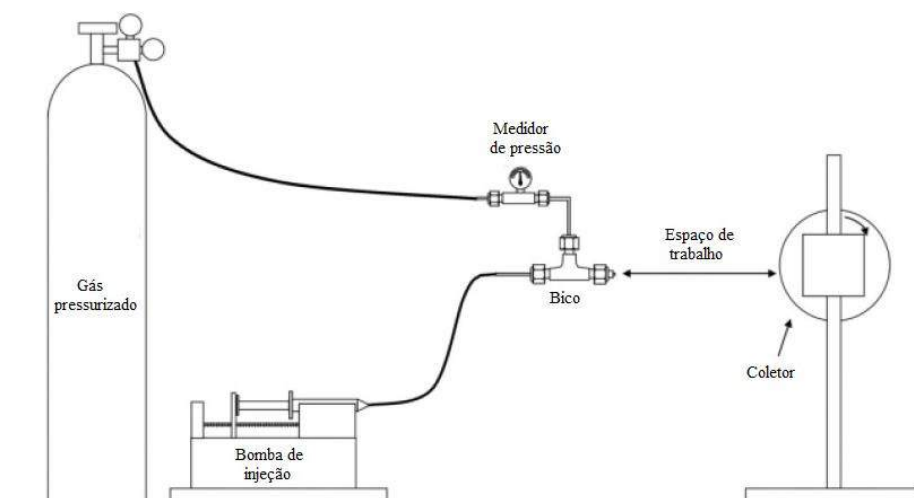 Medidor
de pressão
Espaço de
trabalho
Gás
pressurizado
Bico
Coletor
Bomba de
injeção